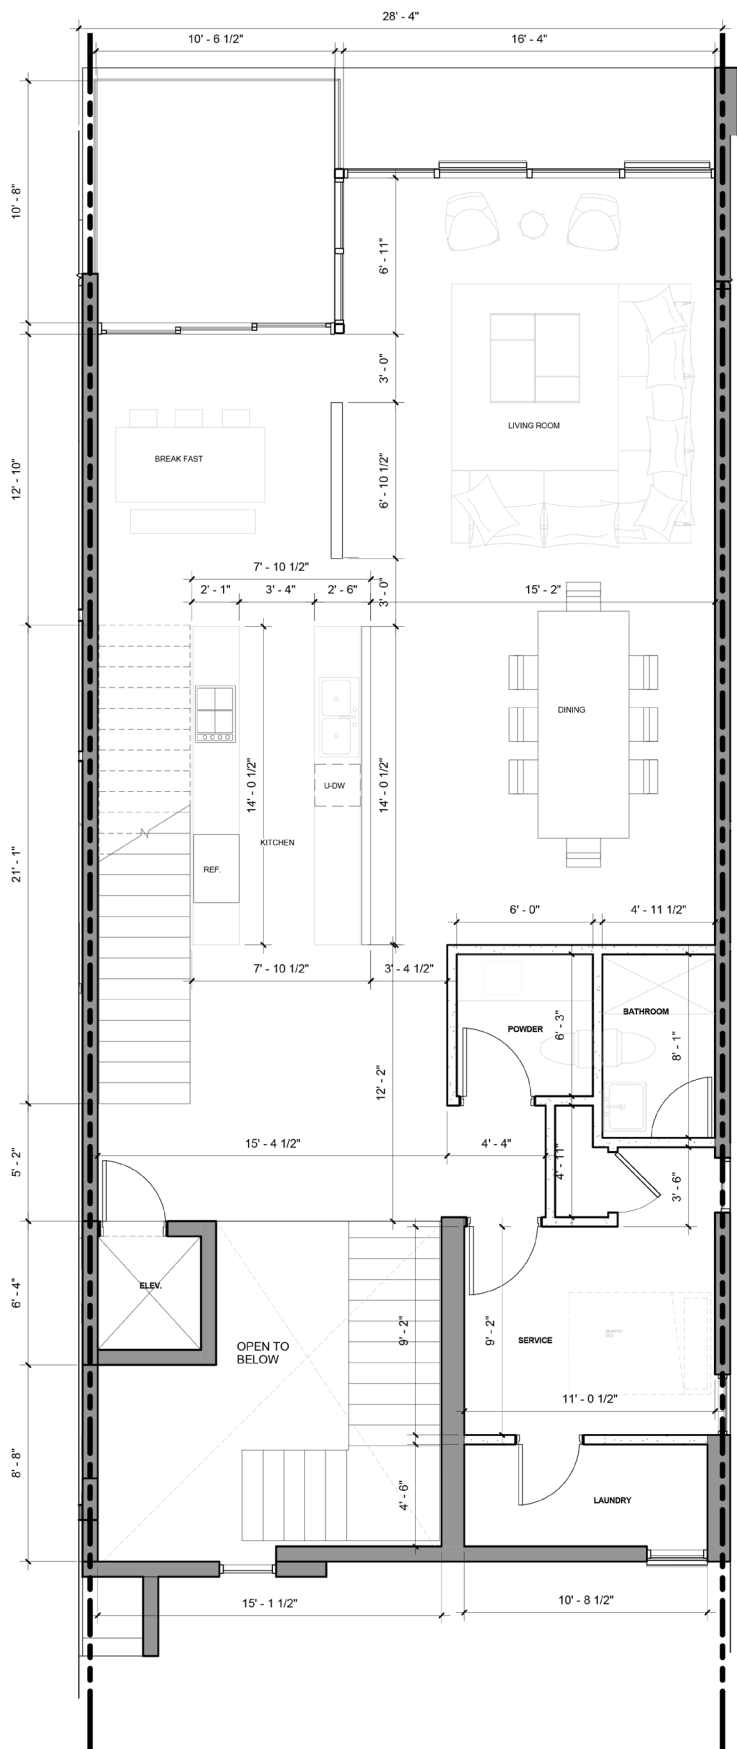 28' - 4"
10' - 6 1/2"
16' - 4"
10' - 8"
6' - 11"
3' - 0"
LIVING ROOM
BREAK FAST
12' - 10"
6' - 10 1/2"
7' - 10 1/2"
2' - 1"
3' - 4"
2' - 6"
3' - 0"
15' - 2"
DINING
U-DW
14' - 0 1/2"
14' - 0 1/2"
KITCHEN
REF.
21' - 1"
6' - 0"
4' - 11 1/2"
7' - 10 1/2"
3' - 4 1/2"
POWDER
6' - 3"
BATHROOM
8' - 1"
12' - 2"
15' - 4 1/2"
4' - 4"
4' - 11"
3' - 6"
5' - 2"
ELEV.
6' - 4"
OPEN TO
BELOW
9' - 2"
9' - 2"
SERVICE
11' - 0 1/2"
8' - 8"
4' - 6"
LAUNDRY
15' - 1 1/2"
10' - 8 1/2"